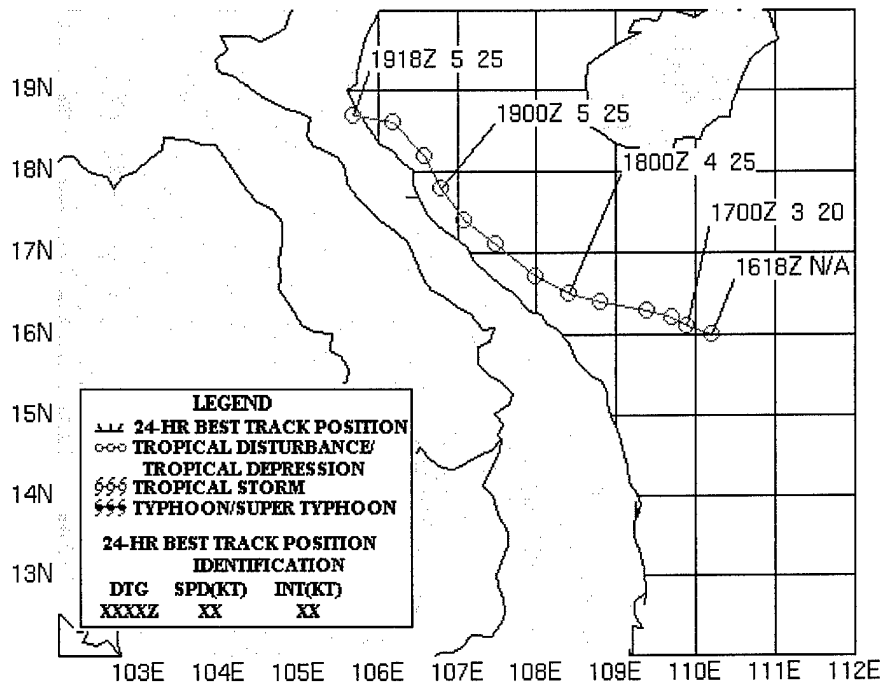 19N
18N
17N
16N
15N
14N
13N
1918Z 5 25
1900Z 5 25
1800Z 4 25
1700Z 3 20
1618Z N/A
LEGEND
24-HR BEST TRACK POSITION
TROPICAL DISTURBANCE/
TROPICAL DEPRESSION
TROPICAL STORM
TYPHOON/SUPER TYPHOON
24-HR BEST TRACK POSITION
IDENTIFICATION
DTG SPD(KT) INT(KT)
XXXXZ XX XX
103E 104E 105E 106E 107E 108E 109E 110E 111E 112E